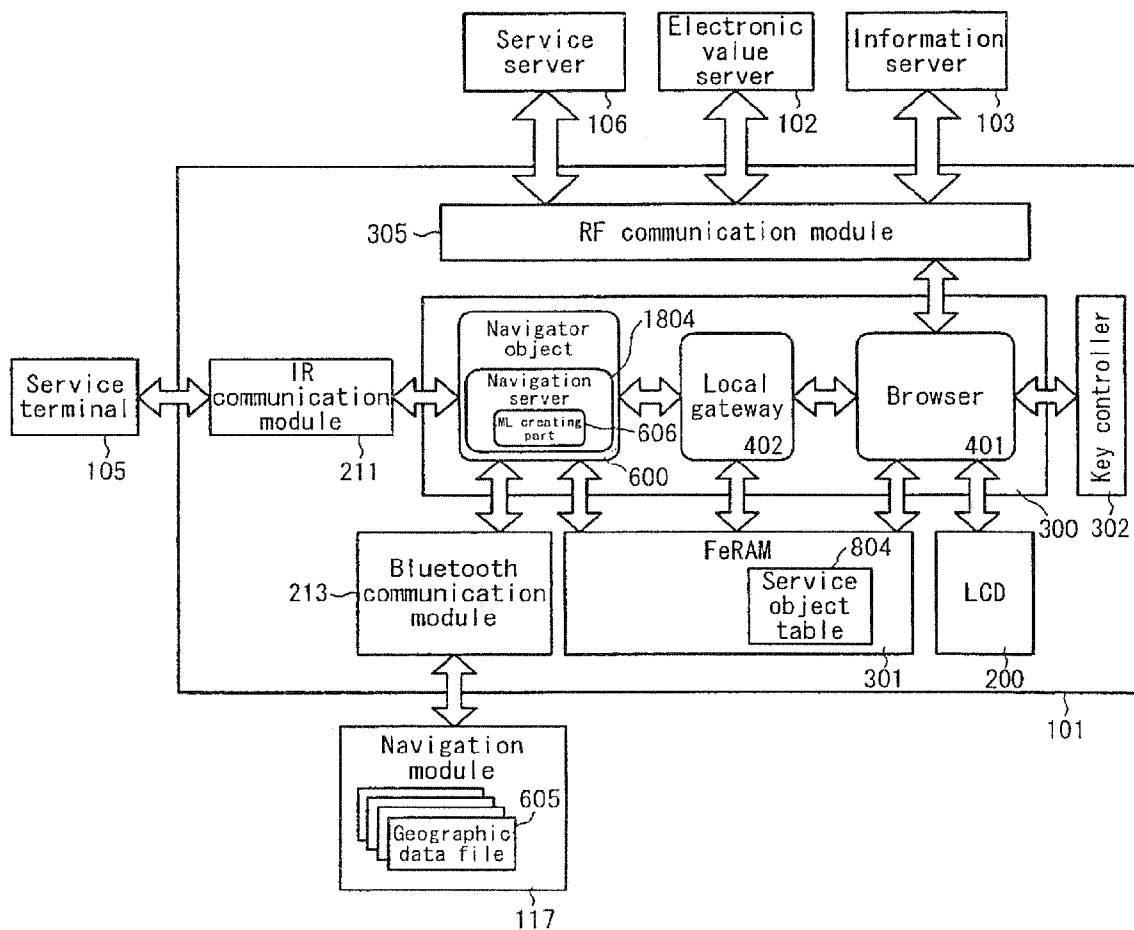 Service
server
106
Electronic
value
server
102
Information
server
103
305
RF communication module
Service
terminal
105
IR
communication
module
211
Navigator
object
1804
Navigation
server
ML creating
part
606
600
Local
gateway
402
Browser
401
300
Key controller
302
213
Bluetooth
communication
module
FeRAM
804
Service
object
table
301
LCD
200
101
Navigation
module
605
Geographic
data file
117